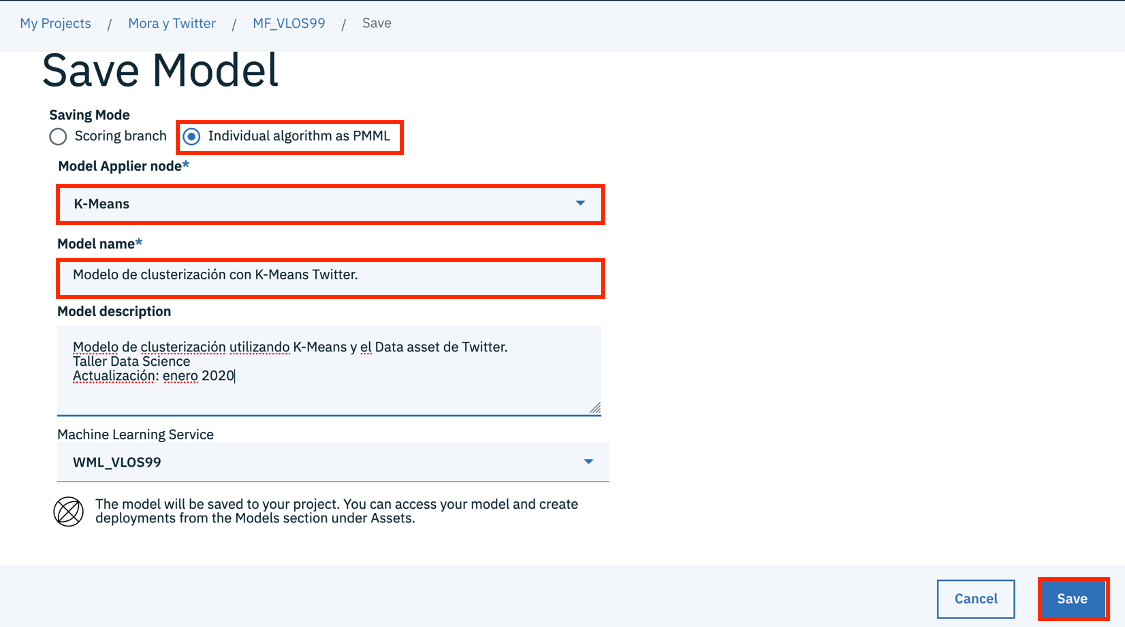 My Projects / Mora y Twitter / MF_VLOS99 / Save
Save Model
Saving Mode
Scoring branch Individual algorithm as PMML
Model Applier node*
K-Means
Model name*
Modelo de clusterización con K-Means Twitter.
Model description
Modelo de clusterización utilizando K-Means y el Data asset de Twitter.
Taller Data Science
Actualización: enero 2020
Machine Learning Service
WML_VLOS99
The model will be saved to your project. You can access your model and create
deployments from the Models section under Assets.
Cancel Save